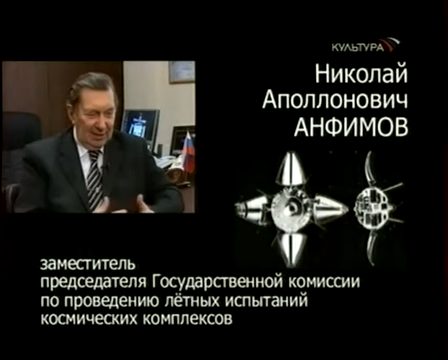 КУЛЬТУРА
Николай
Аполлонович
АНФИМОВ
заместитель
председателя Государственной комиссии
по проведению лётных испытаний
космических комплексов